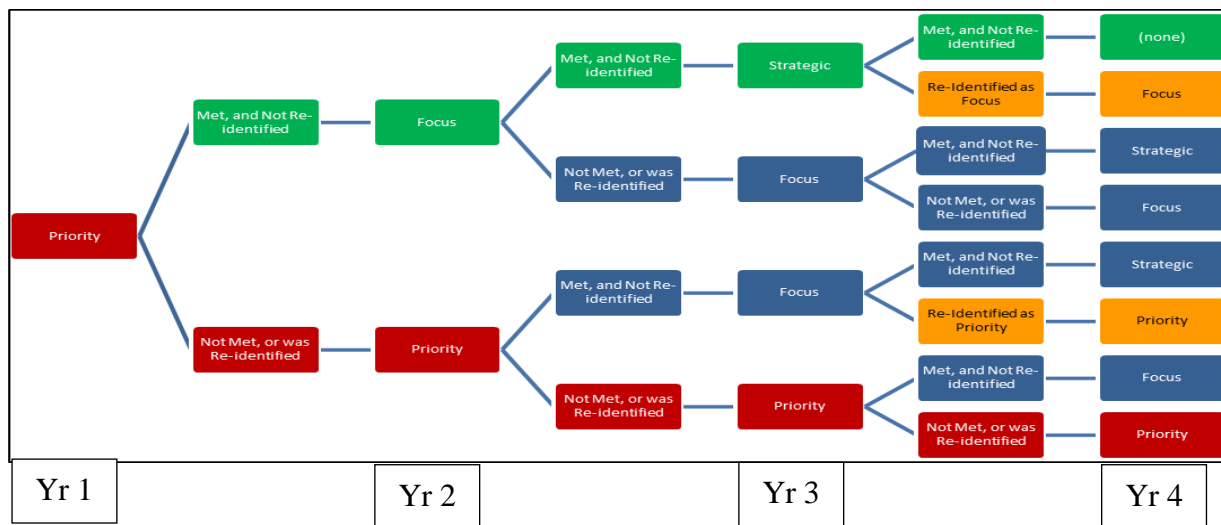 Met, and Not Re-
identified
(none)
Met, and Not Re-
identified
Strategic
Re-Identified as
Focus
Focus
Met, and Not Re-
identified
Focus
Met, and Not Re-
identified
Strategic
Not Met, or was
Re-identified
Focus
Not Met, or was
Re-identified
Focus
Priority
Met, and Not Re-
identified
Strategic
Met, and Not Re-
identified
Focus
Re-Identified as
Priority
Priority
Not Met, or was
Re-identified
Priority
Met, and Not Re-
identified
Focus
Not Met, or was
Re-identified
Priority
Not Met, or was
Re-identified
Priority
Yr 1
Yr 2
Yr 3
Yr 4